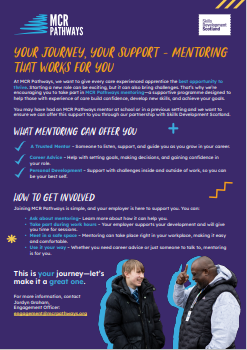 MCR
PATHWAYS
Skills
Development
Scotland
YOUR JOURNEY, YOUR SUPPORT - MENTORING
THAT WORKS FOR YOU
At MCR Pathways, we want to give every care experienced apprentice the best opportunity to
thrive. Starting a new role can be exciting, but it can also bring challenges. That's why we're
encouraging you to take part in MCR Pathways mentoring—a supportive programme designed to
help those with experience of care build confidence, develop new skills, and achieve your goals.
You may have had an MCR Pathways mentor at school or in a previous setting and we want to
ensure we can offer this support to you through our partnership with Skills Development Scotland.
WHAT MENTORING CAN OFFER YOU
A Trusted Mentor - Someone to listen, support, and guide you as you grow in your career.
Career Advice - Help with setting goals, making decisions, and gaining confidence in
your role.
Personal Development - Support with challenges inside and outside of work, so you can
be your best self.
HOW TO GET INVOLVED
Joining MCR Pathways is simple, and your employer is here to support you. You can:
• Ask about mentoring- Learn more about how it can help you.
• Take part during work hours - Your employer supports your development and will give
you time for sessions.
• Meet in a safe space - Mentoring can take place right in your workplace, making it easy
and comfortable.
• Use it your way - Whether you need career advice or just someone to talk to, mentoring
is for you.
This is your journey—let's
make it a great one.
For more information, contact
Jordyn Graham,
Engagement Officer:
engagement@mcrpathways.org